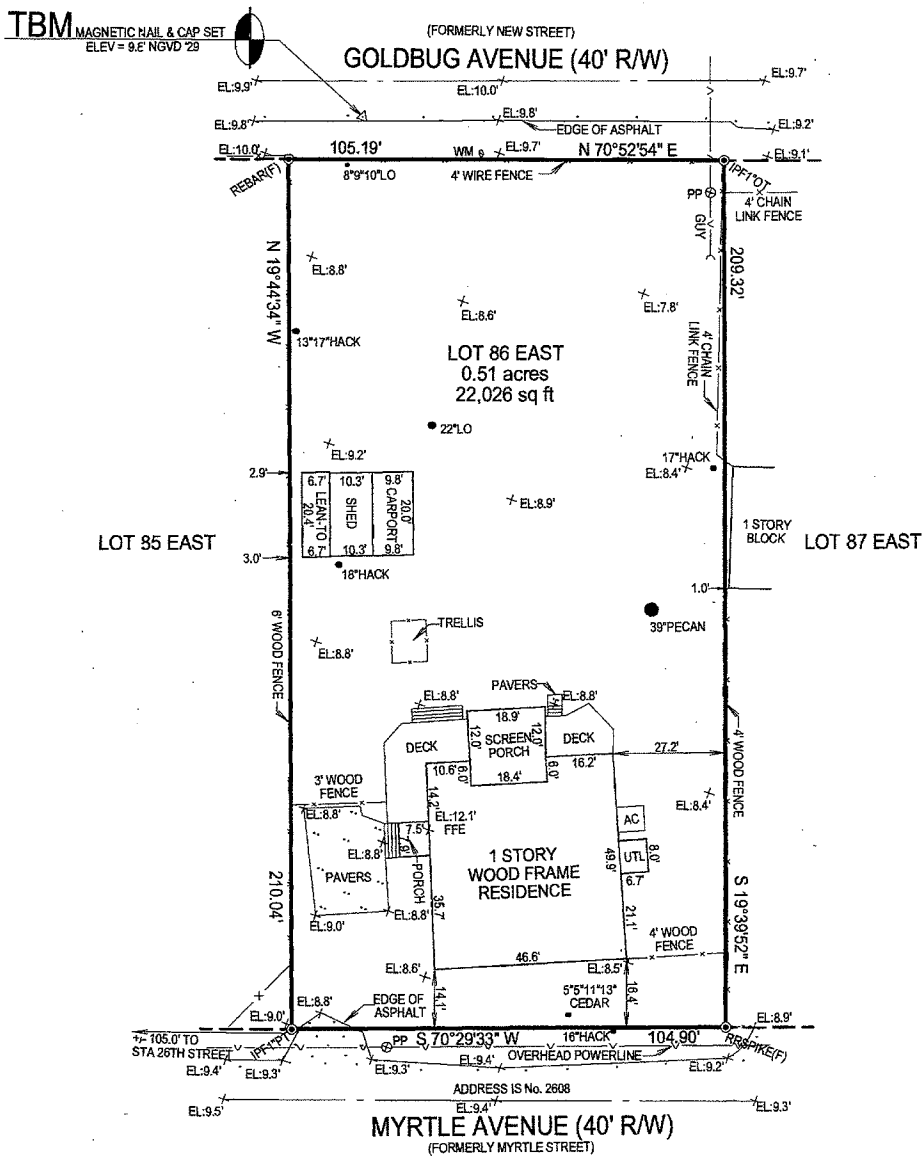 TBM MAGNETIC NAIL & CAP SET
ELEV = 9.8' NGVD '29
(FORMERLY NEW STREET)
GOLDBUG AVENUE (40' R/W)
EL:9.9'
EL:10.0'
EL:9.7'
EL:9.8'
EL:9.8'
EDGE OF ASPHALT
EL:9.2'
EL:10.0'
105.19'
WM
EL:9.7'
N 70°52'54" E
EL:9.1'
REBAR(F)
8"9"10"LO
4' WIRE FENCE
IPF1"OT
PP
4' CHAIN
LINK FENCE
GUY
N 19°44'34" W
209.32'
EL:8.8'
EL:8.6'
EL:7.8'
13"17"HACK
LOT 86 EAST
0.51 acres
22,026 sq ft
4' CHAIN
LINK FENCE
22"LO
EL:9.2'
17"HACK
EL:8.4'
2.9'
6.7'
10.3'
9.8'
LEAN-TO
20.4'
SHED
CARPORT
20.0'
EL:8.9'
LOT 85 EAST
1 STORY
BLOCK
LOT 87 EAST
6.7'
10.3'
9.8'
3.0'
18"HACK
1.0'
6' WOOD FENCE
TRELLIS
39"PECAN
EL:8.8'
PAVERS
EL:8.8'
EL:8.8'
18.9'
DECK
12.0'
SCREEN
PORCH
12.0'
DECK
27.2'
4' WOOD FENCE
10.6'
6.0'
18.4'
6.0'
16.2'
3' WOOD
FENCE
14.2'
EL:8.8'
EL:12.1'
FFE
7.5'
EL:8.4'
AC
EL:8.8'
PORCH
1 STORY
WOOD FRAME
RESIDENCE
49.9'
UTL
8.0'
6.7'
PAVERS
210.04'
35.7'
S 19°39'52" E
EL:9.0'
EL:8.8'
21.1'
4' WOOD
FENCE
46.6'
EL:8.6'
EL:8.5'
14.1'
16.4'
5"5"11"13"
CEDAR
EL:8.8'
EDGE OF
ASPHALT
EL:9.0'
EL:8.9'
+/- 105.0' TO
STA 26TH STREET
IPF1"PT
PP
S 70°29'33" W
16"HACK
104.90'
RRSPIKE(F)
EL:9.4'
EL:9.3'
EL:9.3'
EL:9.4'
OVERHEAD POWERLINE
EL:9.2'
ADDRESS IS No. 2608
EL:9.5'
EL:9.4'
EL:9.3'
MYRTLE AVENUE (40' R/W)
(FORMERLY MYRTLE STREET)